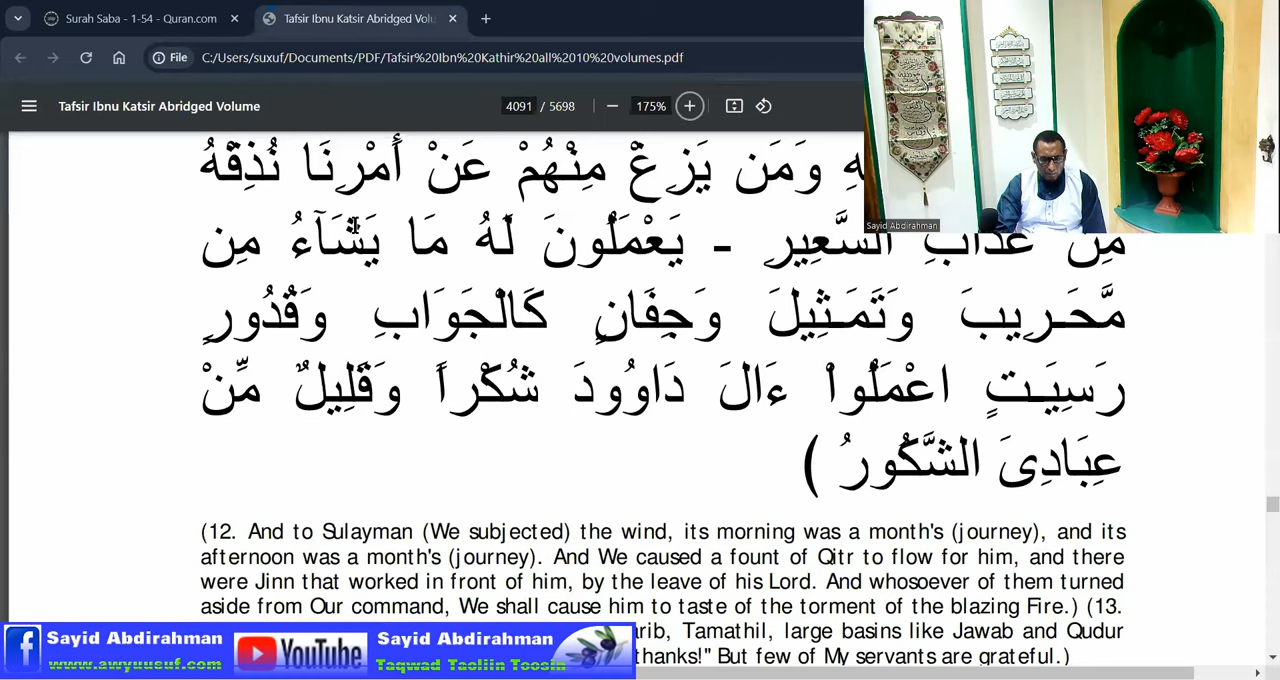 Surah Saba - 1-54 - Quran.com
Tafsir Ibnu Katsir Abridged Volu
File
C:/Users/suxuf/Documents/PDF/Tafsir%20Ibn%20Kathir%20all%2010%20volumes.pdf
Tafsir Ibnu Katsir Abridged Volume
4091 / 5698
175%
Sayid Abdirahman
هِ وَمَن يَزِغْ مِنْهُمْ عَنْ أَمْرِنَا نُذِقْهُ
مِنْ عَذَابِ السَّعِيرِ - يَعْمَلُونَ لَهُ مَا يَشَآءُ مِن
مَّحَـرِيبَ وَتَمَـثِيلَ وَجِفَانٍ كَالْجَوَابِ وَقُدُورٍ
رَسِيَـتٍ اعْمَلُواْ ءَالَ دَاوُودَ شُكْراً وَقَلِيلٌ مِّنْ
عِبَادِىَ الشَّكُورُ )
(12. And to Sulayman (We subjected) the wind, its morning was a month's (journey), and its
afternoon was a month's (journey). And We caused a fount of Qitr to flow for him, and there
were Jinn that worked in front of him, by the leave of his Lord. And whosoever of them turned
aside from Our command, We shall cause him to taste of the torment of the blazing Fire.) (13.
arib, Tamathil, large basins like Jawab and Qudur
thanks!" But few of My servants are grateful.)
Sayid Abdirahman
www.awyuusuf.com
YouTube
Sayid Abdirahman
Taqwad Taoliin Toosin